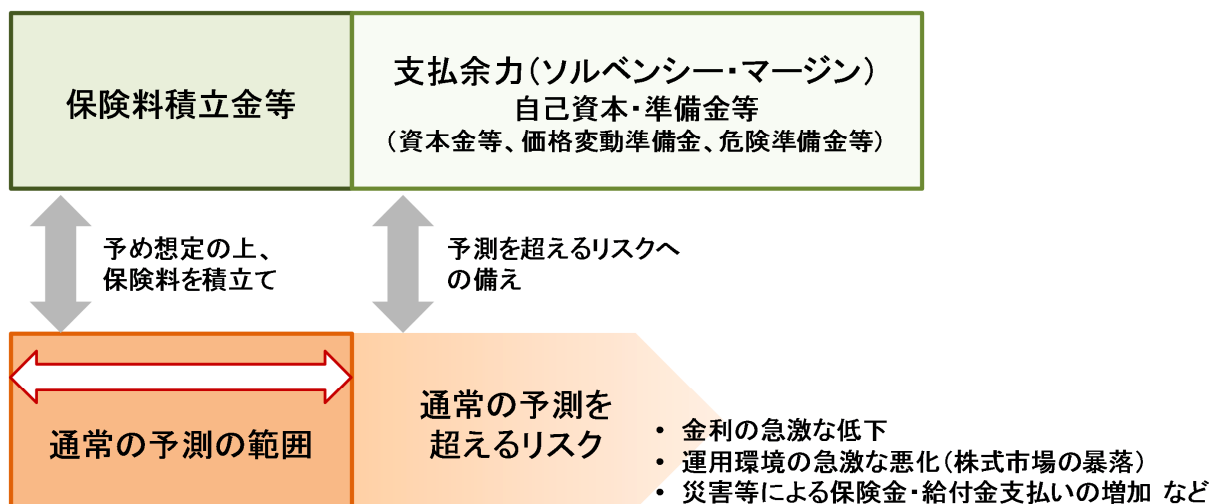 保険料積立金等
支払余力（ソルベンシー・マージン）
自己資本・準備金等
（資本金等、価格変動準備金、危険準備金等）
予め想定の上、
保険料を積立て
予測を超えるリスクへ
の備え
通常の予測の範囲
通常の予測を
超えるリスク
• 金利の急激な低下
• 運用環境の急激な悪化（株式市場の暴落）
• 災害等による保険金・給付金支払いの増加 など